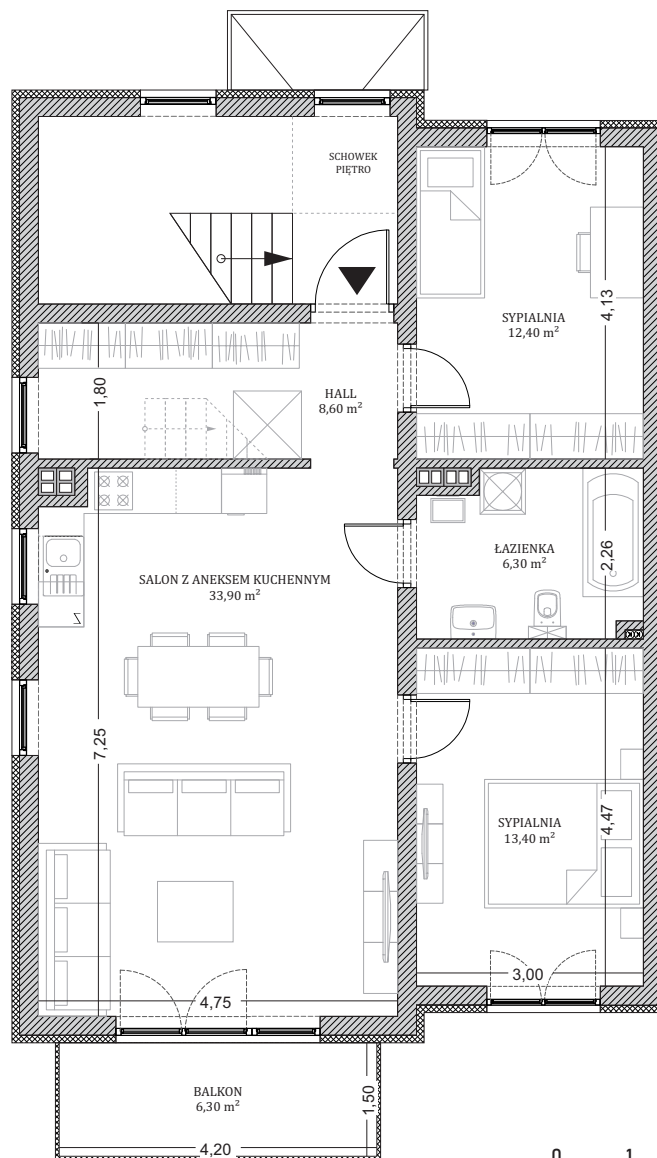 SCHOWEK
PIĘTRO
SYPIALNIA
12,40 m²
4,13
HALL
8,60 m²
1,80
ŁAZIENKA
6,30 m²
2,26
SALON Z ANEKSEM KUCHENNYM
33,90 m²
7,25
SYPIALNIA
13,40 m²
4,47
3,00
4,75
BALKON
6,30 m²
1,50
4,20
0 1